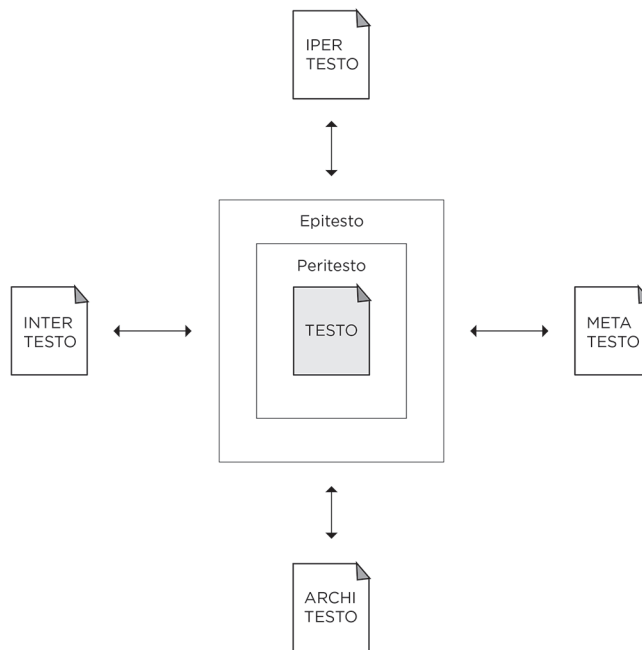 IPER
TESTO
Epitesto
Peritesto
INTER
TESTO
TESTO
META
TESTO
ARCHI
TESTO